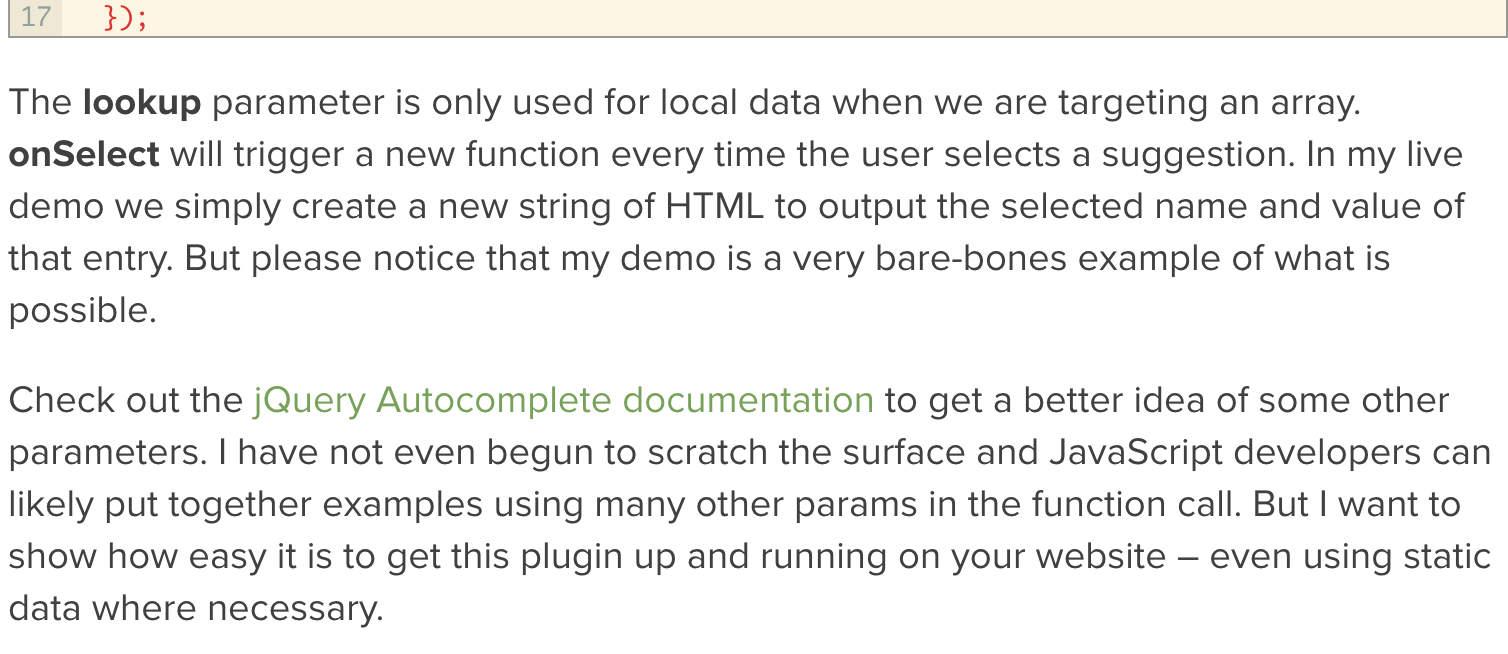 17 });
The lookup parameter is only used for local data when we are targeting an array.
onSelect will trigger a new function every time the user selects a suggestion. In my live
demo we simply create a new string of HTML to output the selected name and value of
that entry. But please notice that my demo is a very bare-bones example of what is
possible.
Check out the jQuery Autocomplete documentation to get a better idea of some other
parameters. I have not even begun to scratch the surface and JavaScript developers can
likely put together examples using many other params in the function call. But I want to
show how easy it is to get this plugin up and running on your website – even using static
data where necessary.